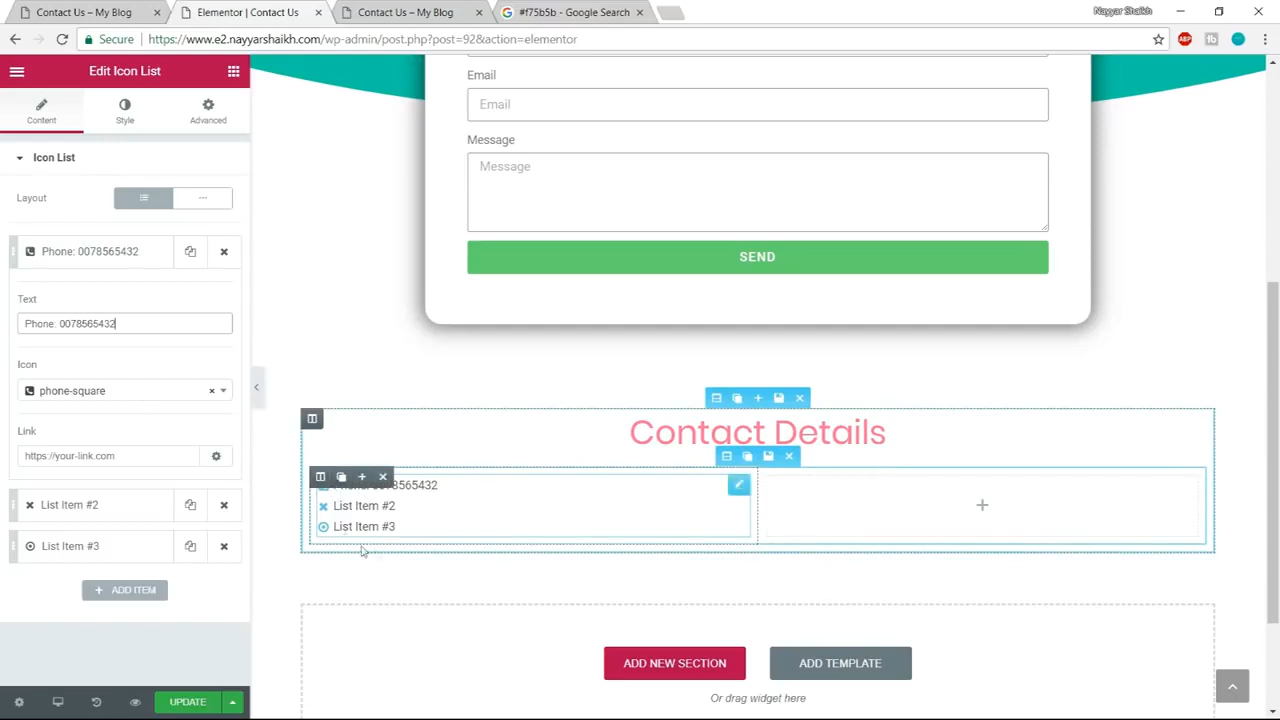 Contact Us – My Blog
Elementor | Contact Us
Contact Us – My Blog
#f75b5b - Google Search
Nayyar Shaikh
Secure
https://www.e2.nayyarshaikh.com/wp-admin/post.php?post=92&action=elementor
ABP
tb
Edit Icon List
Content
Style
Advanced
Icon List
Layout
Phone: 0078565432
Text
Phone: 0078565432
Icon
phone-square
Link
https://your-link.com
List Item #2
List Item #3
ADD ITEM
UPDATE
Email
Email
Message
Message
SEND
Contact Details
Phone: 0078565432
List Item #2
List Item #3
ADD NEW SECTION
ADD TEMPLATE
Or drag widget here